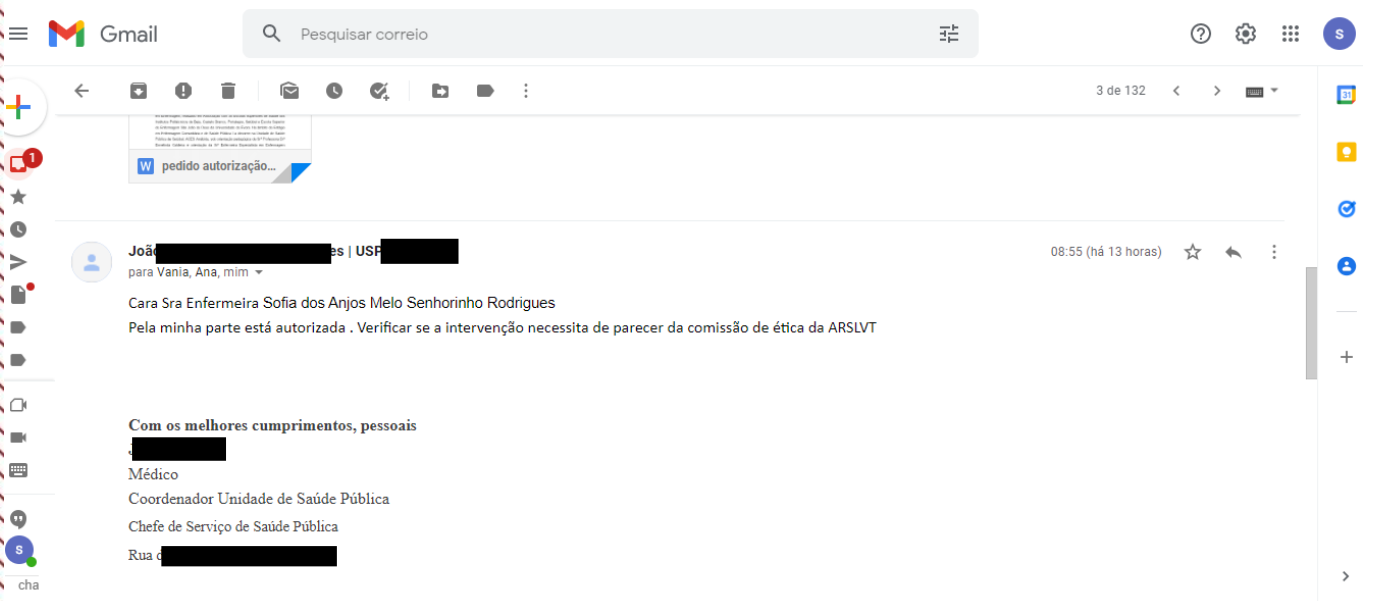 Gmail
Pesquisar correio
S
3 de 132
31
W pedido autorização...
1
João es | USP
08:55 (há 13 horas)
para Vania, Ana, mim
Cara Sra Enfermeira Sofia dos Anjos Melo Senhorinho Rodrigues
Pela minha parte está autorizada . Verificar se a intervenção necessita de parecer da comissão de ética da ARSLVT
Com os melhores cumprimentos, pessoais
Médico
Coordenador Unidade de Saúde Pública
Chefe de Serviço de Saúde Pública
Rua
S
cha